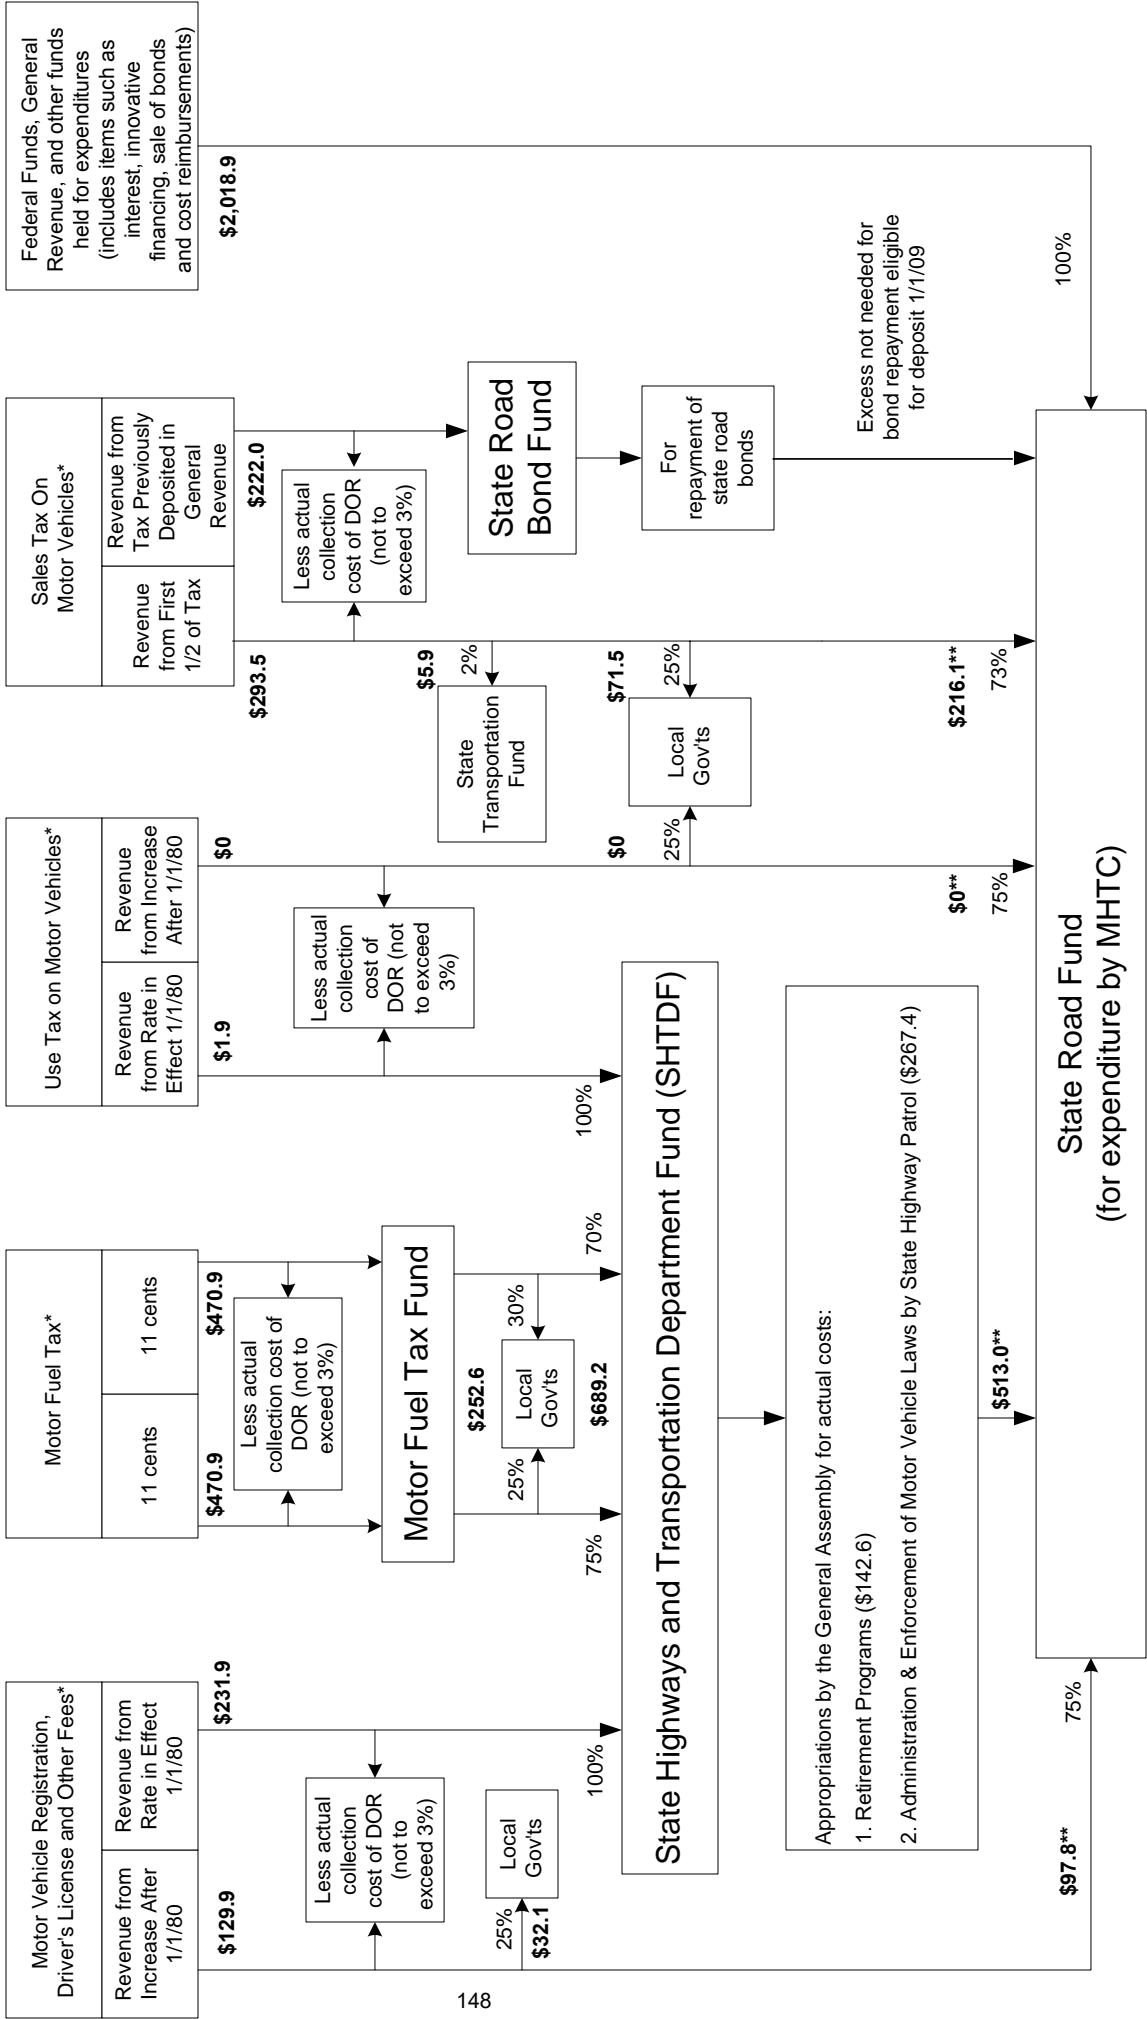 Motor Vehicle Registration,
Driver's License and Other Fees*
Revenue from
Increase After
1/1/80
Revenue from
Rate in Effect
1/1/80
$129.9
$231.9
Less actual
collection
cost of DOR
(not to
exceed 3%)
25%
$32.1
Local
Gov'ts
100%
Motor Fuel Tax*
11 cents
11 cents
$470.9
$470.9
Less actual
collection cost of
DOR (not to
exceed 3%)
Motor Fuel Tax Fund
$252.6
25%
Local
Gov'ts
30%
$689.2
75%
70%
Use Tax on Motor Vehicles*
Revenue
from Rate in
Effect 1/1/80
Revenue
from Increase
After 1/1/80
$1.9
$0
Less actual
collection
cost of
DOR (not
to exceed
3%)
100%
$0
25%
Local
Gov'ts
25%
$71.5
$0**
75%
Sales Tax On
Motor Vehicles*
Revenue
from First
1/2 of Tax
Revenue from
Tax Previously
Deposited in
General
Revenue
$293.5
$222.0
Less actual
collection
cost of DOR
(not to
exceed 3%)
State
Transportation
Fund
$5.9
2%
State Road
Bond Fund
For
repayment of
state road
bonds
Excess not needed for
bond repayment eligible
for deposit 1/1/09
$216.1**
73%
Federal Funds, General
Revenue, and other funds
held for expenditures
(includes items such as
interest, innovative
financing, sale of bonds
and cost reimbursements)
$2,018.9
100%
State Highways and Transportation Department Fund (SHTDF)
Appropriations by the General Assembly for actual costs:
1. Retirement Programs ($142.6)
2. Administration & Enforcement of Motor Vehicle Laws by State Highway Patrol ($267.4)
$513.0**
$97.8**
75%
State Road Fund
(for expenditure by MHTC)
148